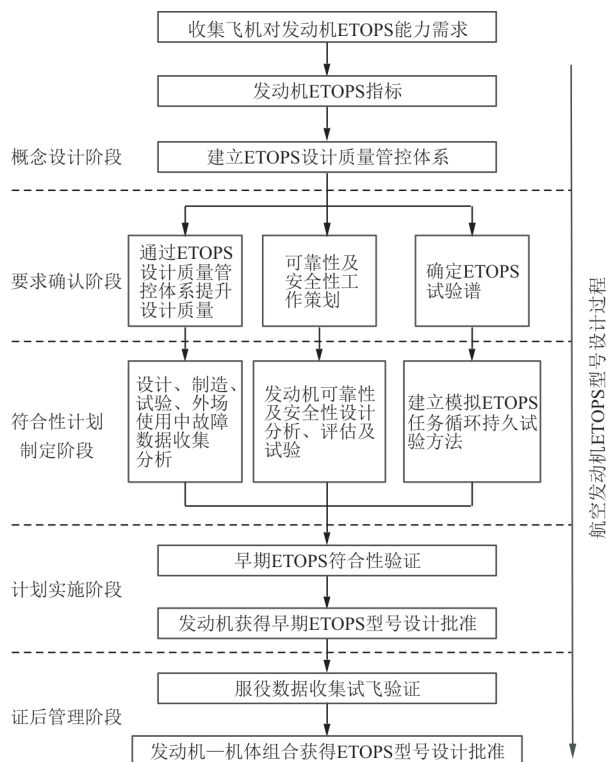 收集飞机对发动机ETOPS能力需求
发动机ETOPS指标
概念设计阶段
建立ETOPS设计质量管控体系
要求确认阶段
通过ETOPS
设计质量管
控体系提升
设计质量
可靠性及
安全性工
作策划
确定ETOPS
试验谱
符合性计划
制定阶段
设计、制造、
试验、外场
使用中故障
数据收集
分析
发动机可靠性
及安全性设计
分析、评估及
试验
建立模拟ETOPS
任务循环持久试
验方法
计划实施阶段
早期ETOPS符合性验证
发动机获得早期ETOPS型号设计批准
证后管理阶段
服役数据收集试飞验证
发动机—机体组合获得ETOPS型号设计批准
航空发动机ETOPS型号设计过程